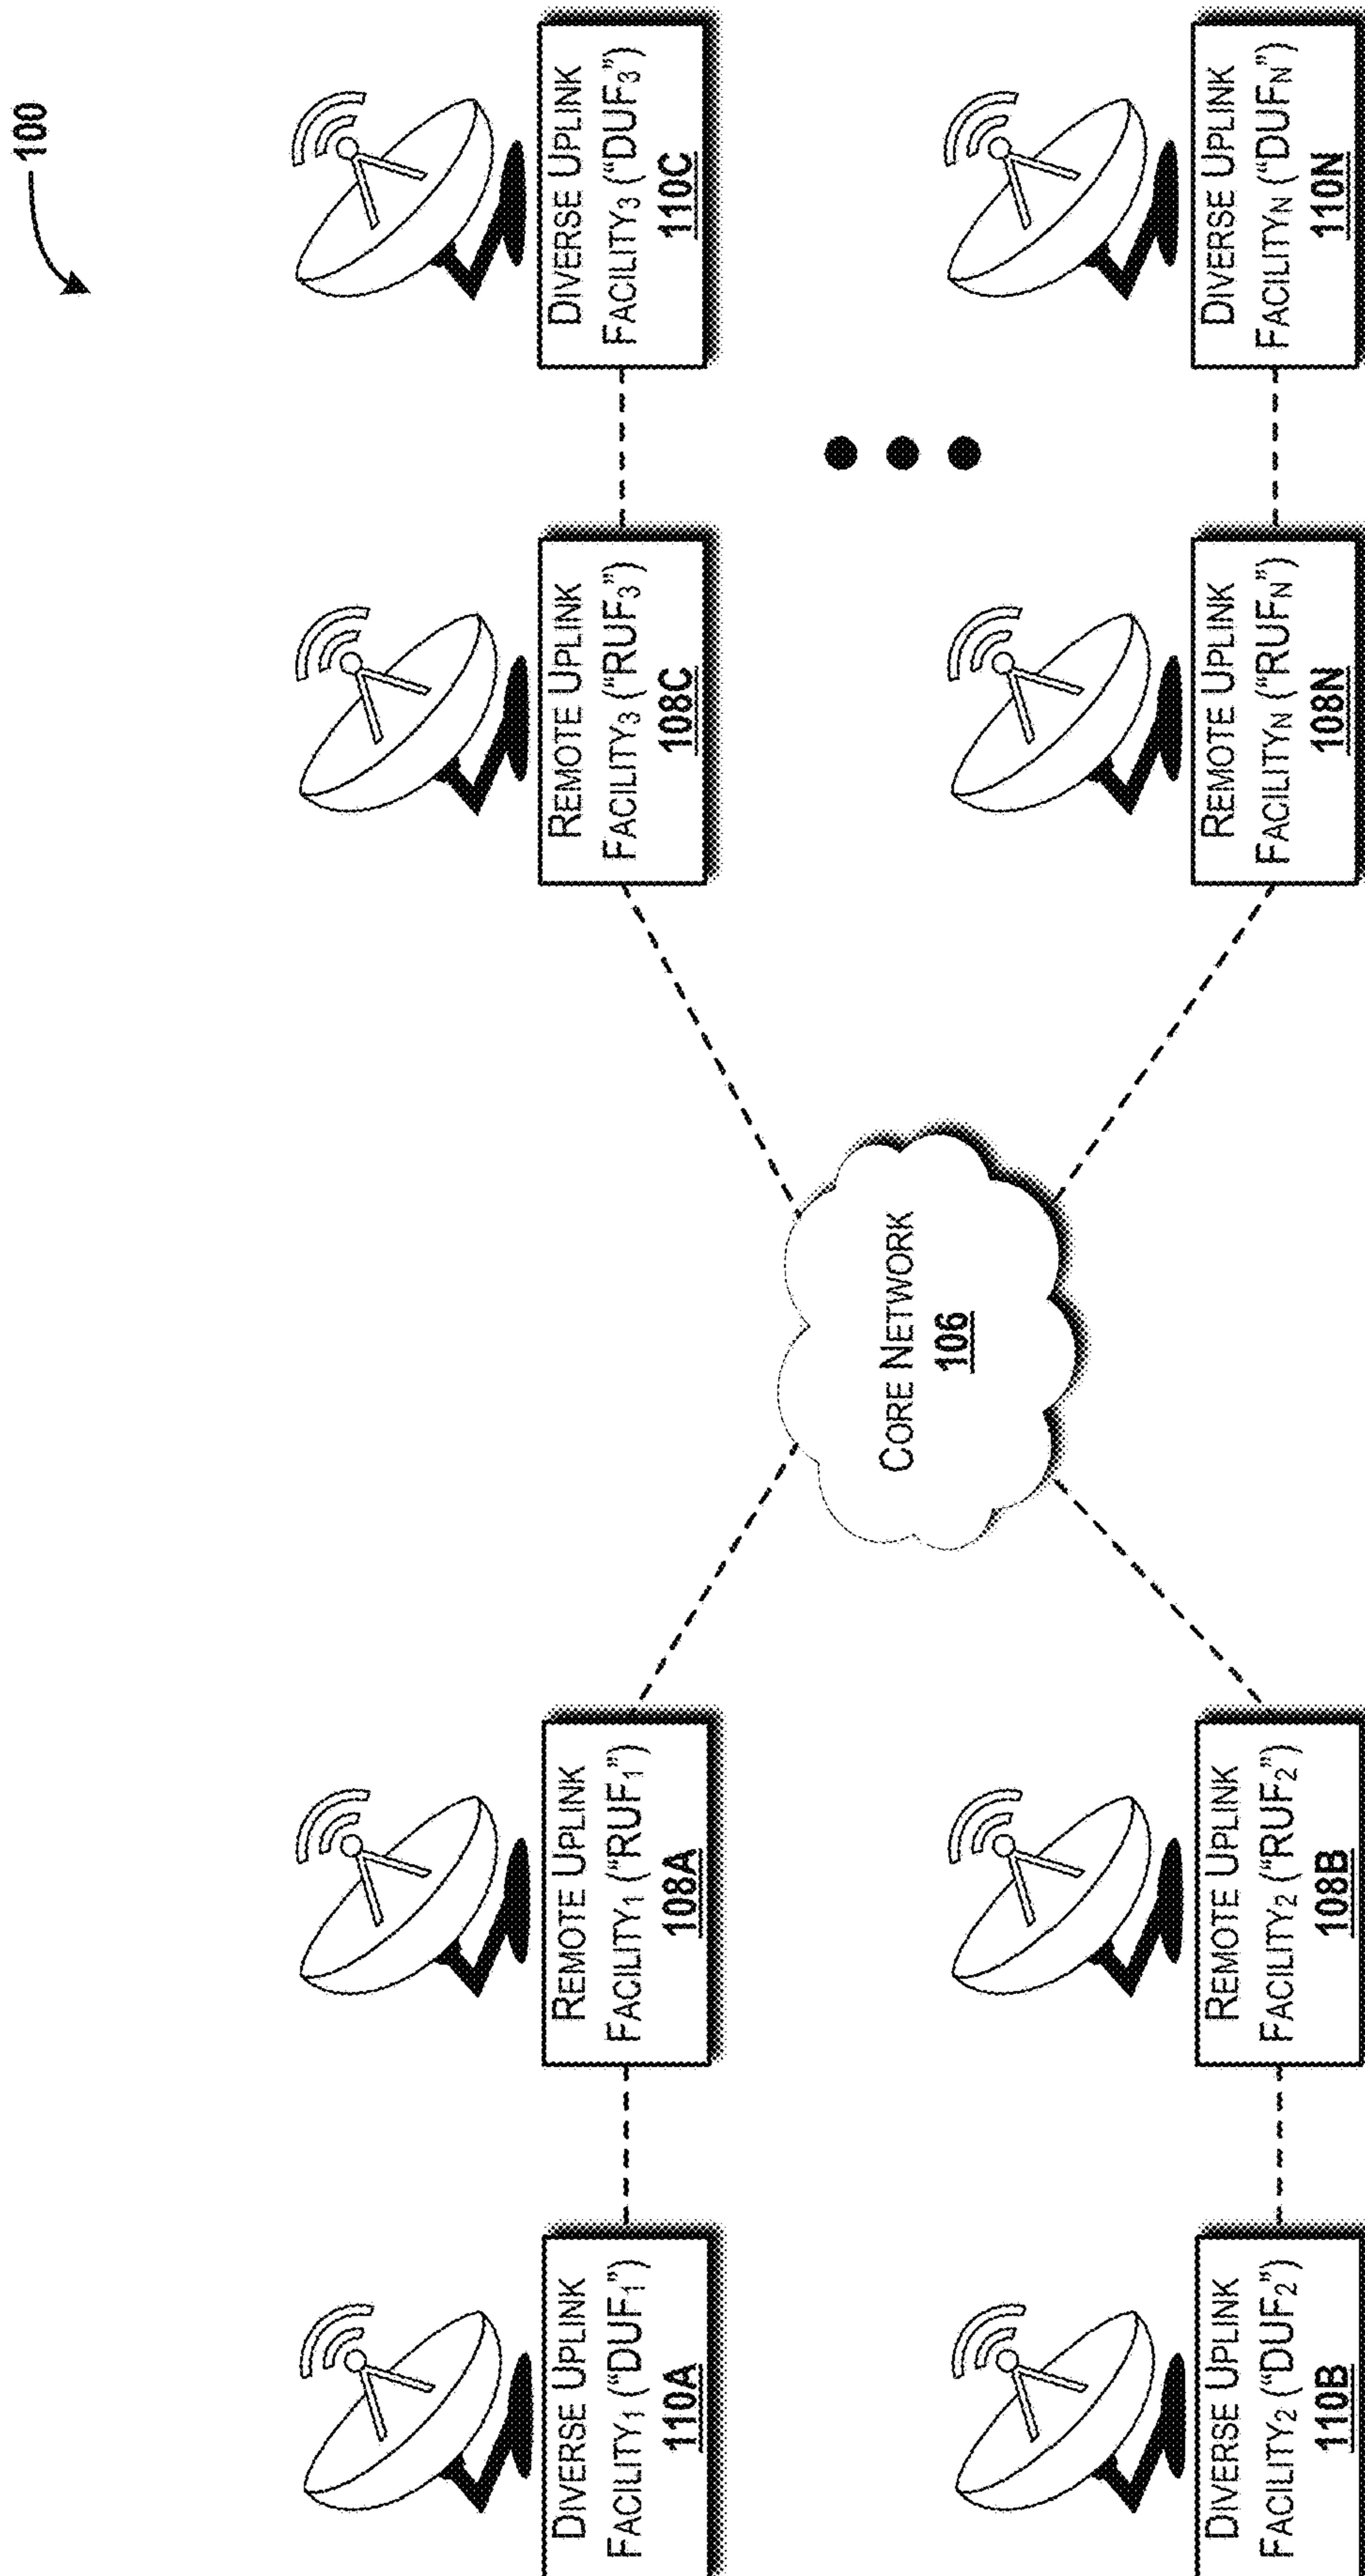 100
DIVERSE UPLINK
FACILITY₁ (“DUF₁”)
110A
REMOTE UPLINK
FACILITY₁ (“RUF₁”)
108A
REMOTE UPLINK
FACILITY₃ (“RUF₃”)
108C
DIVERSE UPLINK
FACILITY₃ (“DUF₃”)
110C
CORE NETWORK
106
DIVERSE UPLINK
FACILITY₂ (“DUF₂”)
110B
REMOTE UPLINK
FACILITY₂ (“RUF₂”)
108B
REMOTE UPLINK
FACILITYN (“RUFN”)
108N
DIVERSE UPLINK
FACILITYN (“DUFN”)
110N